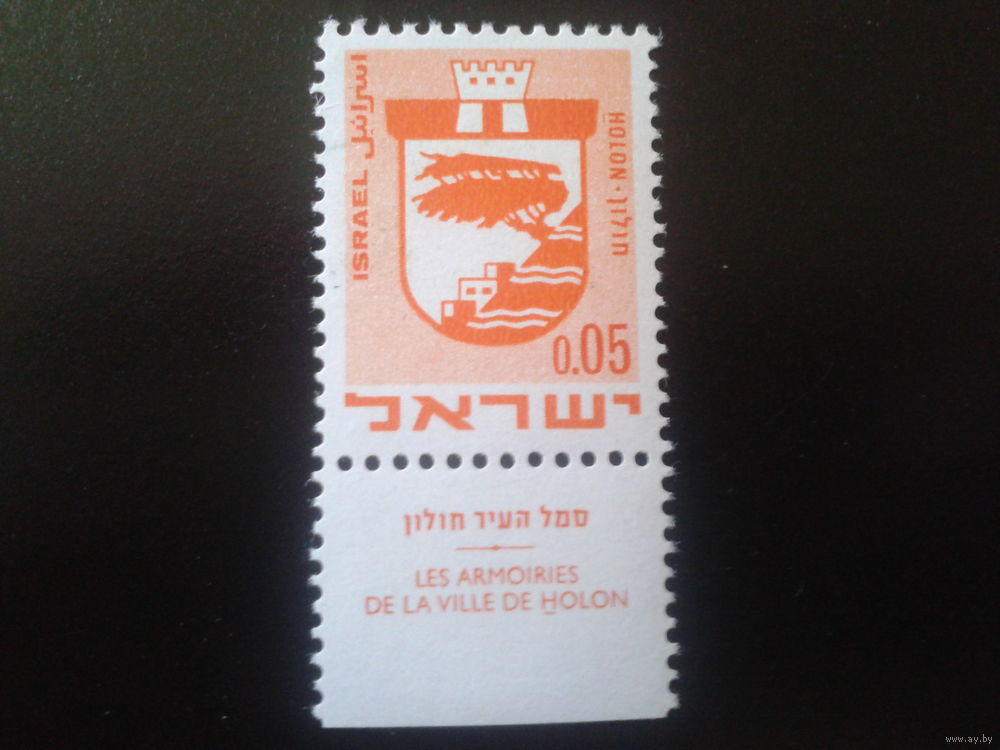 ISRAEL اسرائيل
HOLON · חולון
0.05
ישראל
סמל העיר חולון
LES ARMOIRIES
DE LA VILLE DE H̲OLON
www.ay.by